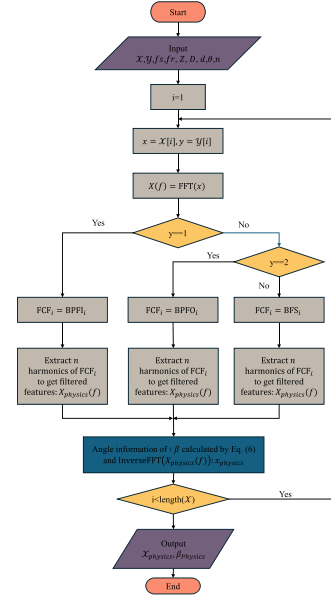 Start
Input
𝒳,𝒴,fs,fr, Z, D, d,θ,n
i=1
x = 𝒳[i], y = 𝒴[i]
X(f) = FFT(x)
Yes
y==1
No
Yes
y==2
No
FCFᵢ = BPFIᵢ
FCFᵢ = BPFOᵢ
FCFᵢ = BFSᵢ
Extract n
harmonics of FCFᵢ
to get filtered
features: X_physics(f)
Extract n
harmonics of FCFᵢ
to get filtered
features: X_physics(f)
Extract n
harmonics of FCFᵢ
to get filtered
features: X_physics(f)
Angle information of β calculated by Eq. (6)
and InverseFFT(X_physics(f)): x_physics
i<length(𝒳)
Yes
Output
𝒳_physics, β_Physics
End